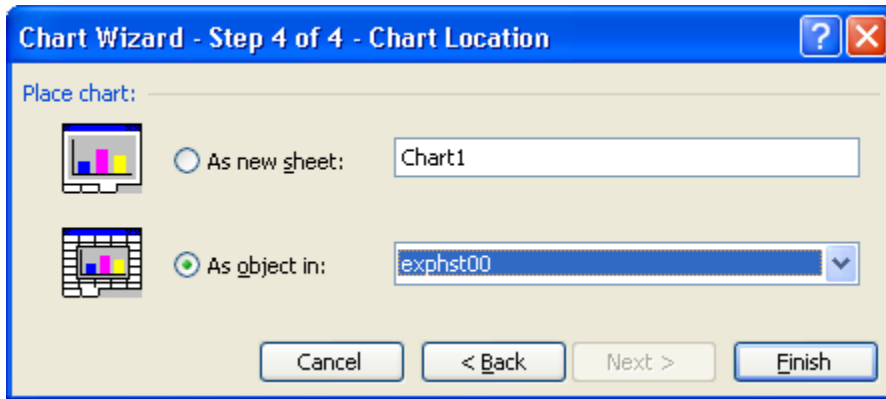 Chart Wizard - Step 4 of 4 - Chart Location
Place chart:
As new sheet: Chart1
As object in: exphst00
Cancel < Back Next > Finish